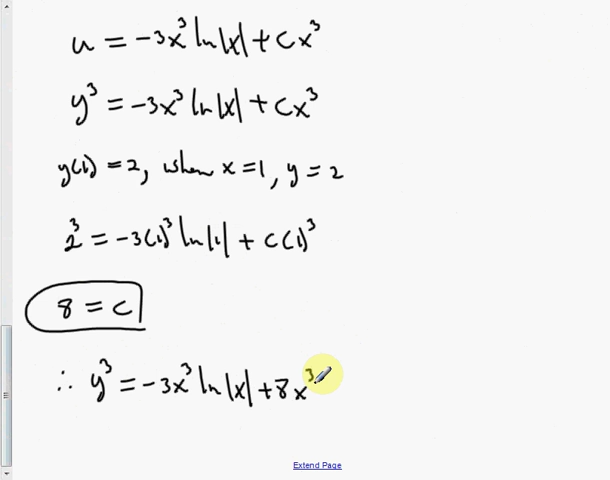 u = -3x³ ln|x| + cx³
y³ = -3x³ ln|x| + cx³
y(1) = 2, when x = 1, y = 2
2³ = -3(1)³ ln|1| + c(1)³
8 = c
∴ y³ = -3x³ ln|x| + 8x³
Extend Page